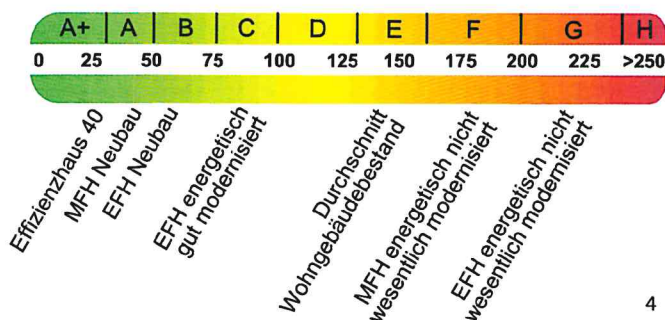 A+ A B C D E F G H
0 25 50 75 100 125 150 175 200 225 >250
Effizienzhaus 40
MFH Neubau
EFH Neubau
EFH energetisch
gut modernisiert
Durchschnitt
Wohngebäudebestand
MFH energetisch nicht
wesentlich modernisiert
EFH energetisch nicht
wesentlich modernisiert
4